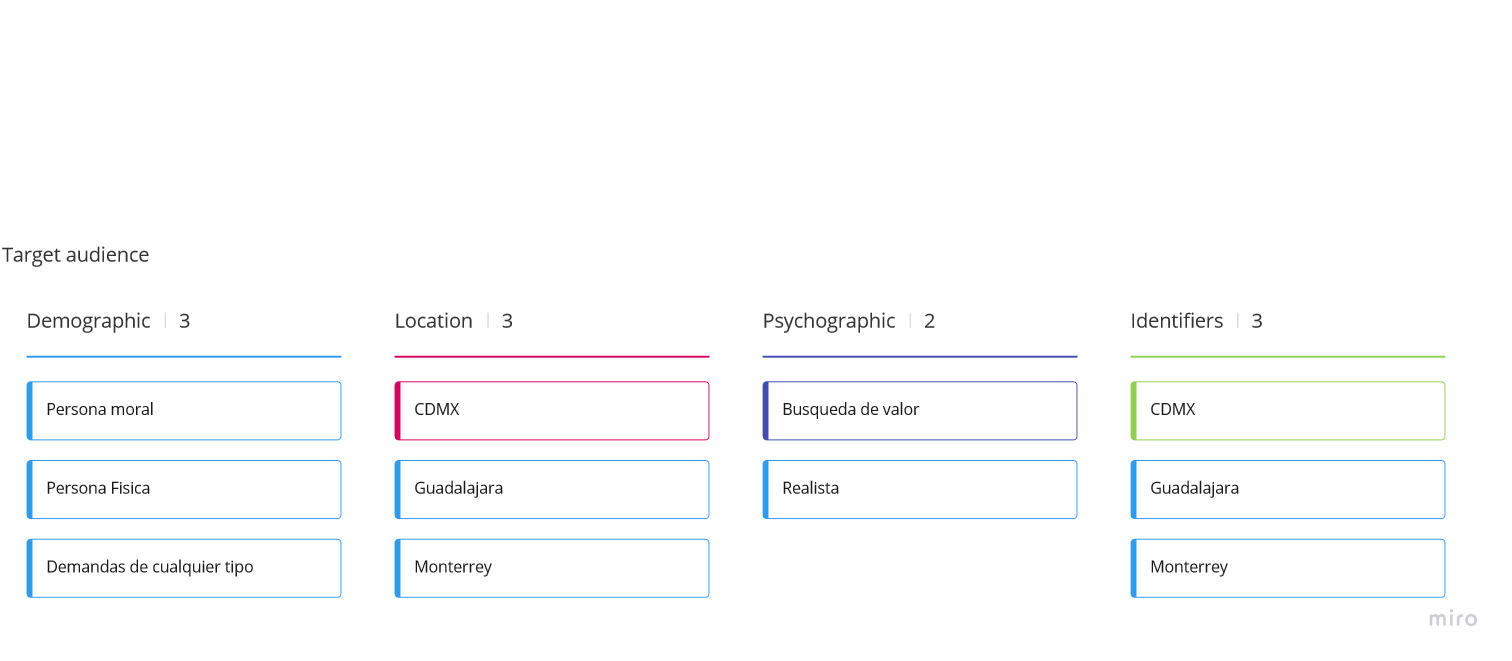 Target audience
Demographic | 3
Persona moral
Persona Fisica
Demandas de cualquier tipo
Location | 3
CDMX
Guadalajara
Monterrey
Psychographic | 2
Busqueda de valor
Realista
Identifiers | 3
CDMX
Guadalajara
Monterrey
miro